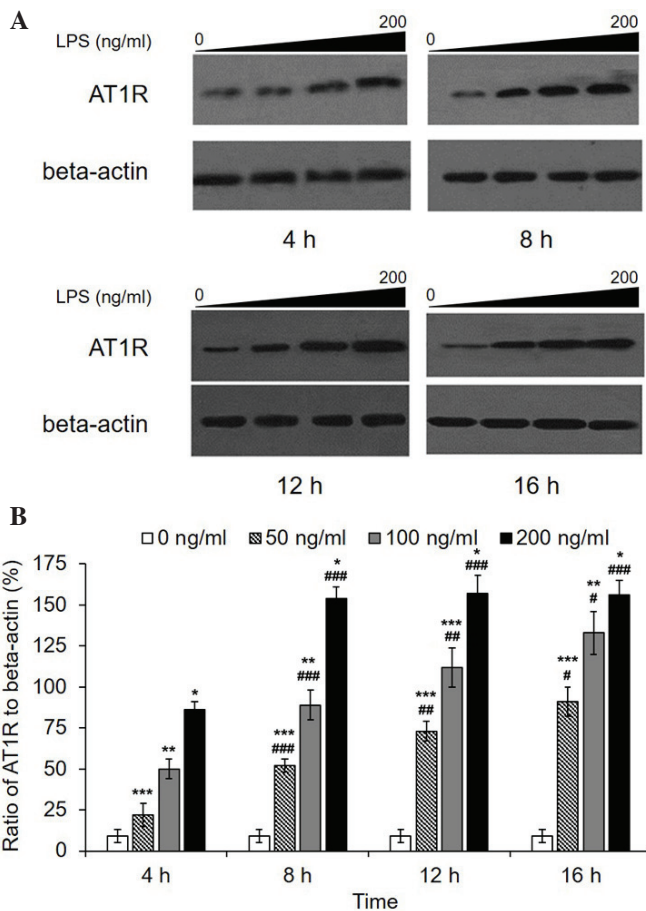 A
LPS (ng/ml) 0 200 0 200
AT1R
beta-actin
4 h 8 h
LPS (ng/ml) 0 200 0 200
AT1R
beta-actin
12 h 16 h
B
0 ng/ml 50 ng/ml 100 ng/ml 200 ng/ml
Ratio of AT1R to beta-actin (%)
175
150
125
100
75
50
25
0
*** ** *
*** ### ** ### * ###
*** ## *** ## * ###
*** # ** # * ###
4 h 8 h 12 h 16 h
Time